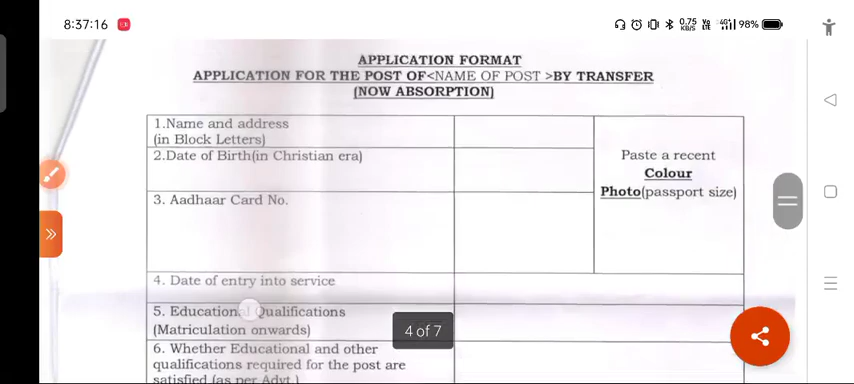 8:37:16
0.75 KB/S Vo LTE 4G 98%
APPLICATION FORMAT
APPLICATION FOR THE POST OF<NAME OF POST >BY TRANSFER
(NOW ABSORPTION)
1.Name and address
(in Block Letters)
2.Date of Birth(in Christian era)
Paste a recent
Colour
Photo(passport size)
3. Aadhaar Card No.
4. Date of entry into service
5. Educational Qualifications
(Matriculation onwards)
4 of 7
6. Whether Educational and other
qualifications required for the post are
satisfied (as per Advt.)